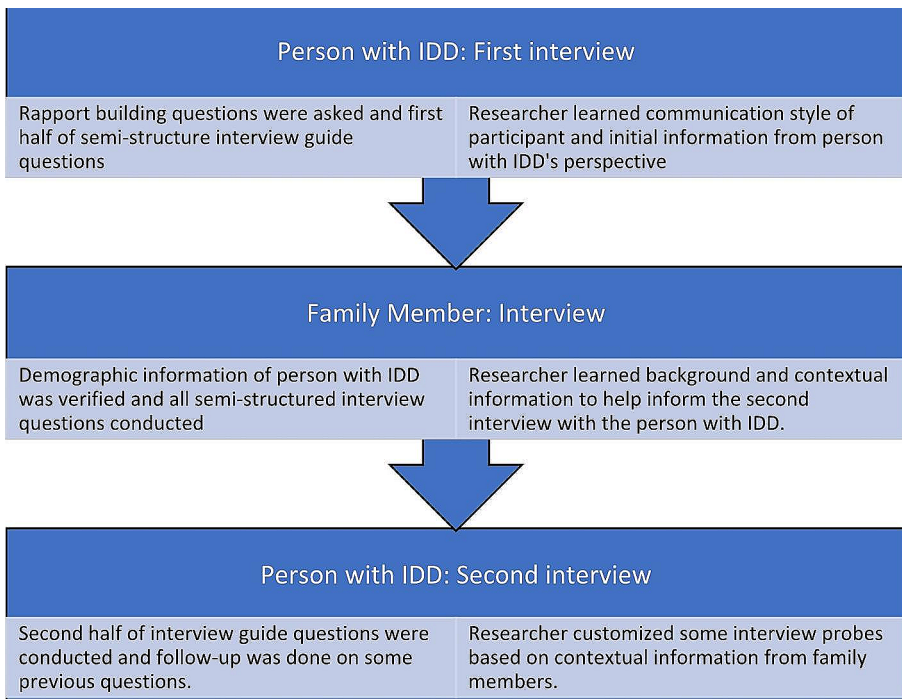 Person with IDD: First interview
Rapport building questions were asked and first
half of semi-structure interview guide
questions
Researcher learned communication style of
participant and initial information from person
with IDD's perspective
Family Member: Interview
Demographic information of person with IDD
was verified and all semi-structured interview
questions conducted
Researcher learned background and contextual
information to help inform the second
interview with the person with IDD.
Person with IDD: Second interview
Second half of interview guide questions were
conducted and follow-up was done on some
previous questions.
Researcher customized some interview probes
based on contextual information from family
members.